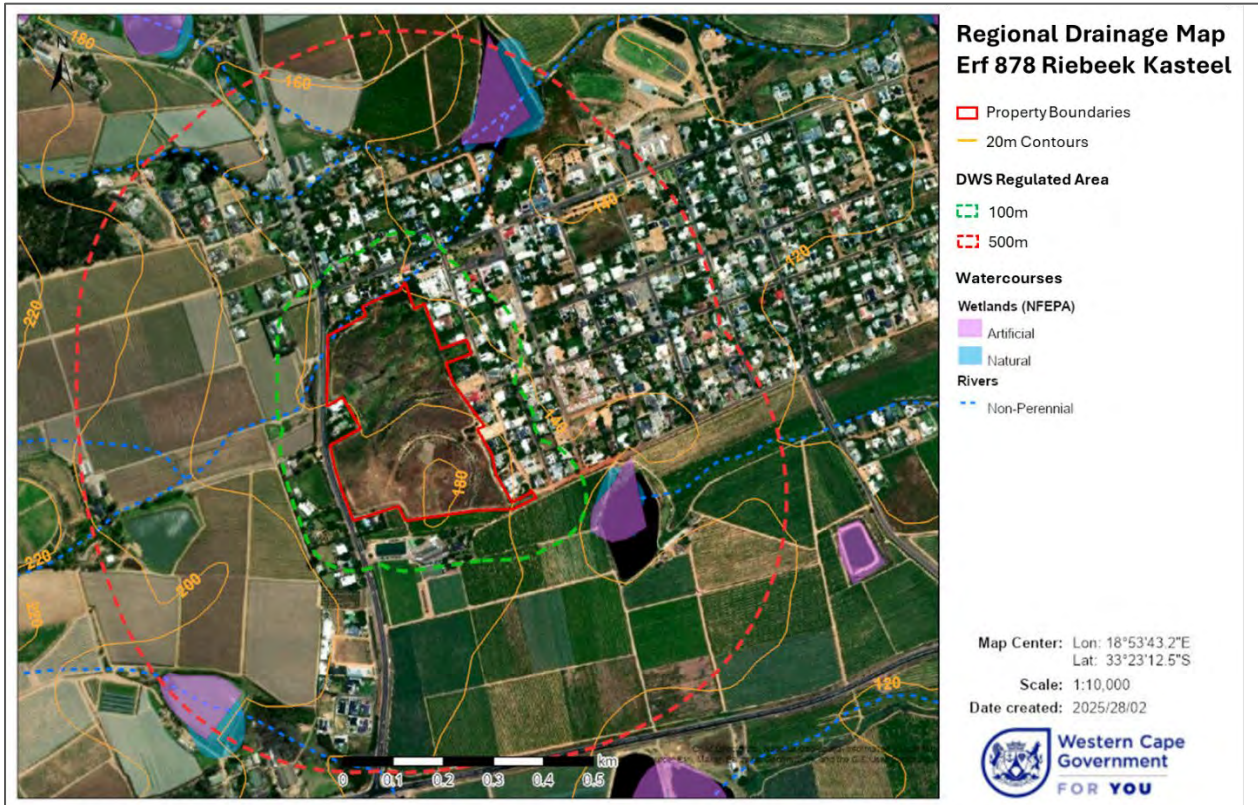 Regional Drainage Map
Erf 878 Riebeek Kasteel
Property Boundaries
20m Contours
DWS Regulated Area
100m
500m
Watercourses
Wetlands (NFEPA)
Artificial
Natural
Rivers
Non-Perennial
Map Center: Lon: 18°53'43.2"E
Lat: 33°23'12.5"S
Scale: 1:10,000
Date created: 2025/28/02
Western Cape
Government
FOR YOU
180
160
140
120
220
140
180
200
220
220
120
km
0 0.1 0.2 0.3 0.4 0.5